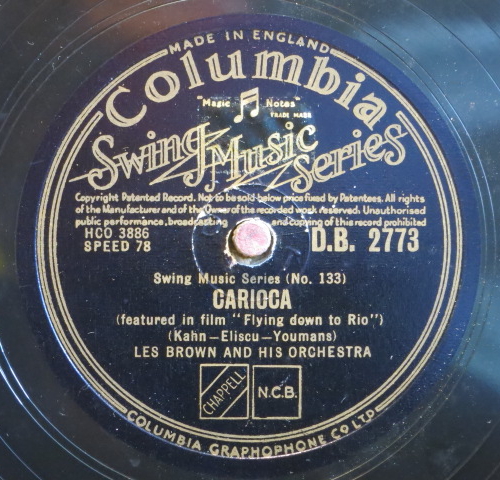 MADE IN ENGLAND
Columbia
"Magic Notes"
TRADE MARK
Swing Music Series
Copyright Patented Record. Not to be sold below price fixed by Patentees. All rights
of the Manufacturer and of the Owner of the recorded work reserved. Unauthorised
public performance, broadcasting and copying of this record prohibited
HCO 3886
SPEED 78
D.B. 2773
Swing Music Series (No. 133)
CARIOCA
(featured in film "Flying down to Rio")
(Kahn-Eliscu-Youmans)
LES BROWN AND HIS ORCHESTRA
CHAPPELL
N.C.B.
COLUMBIA GRAPHOPHONE CO LTD